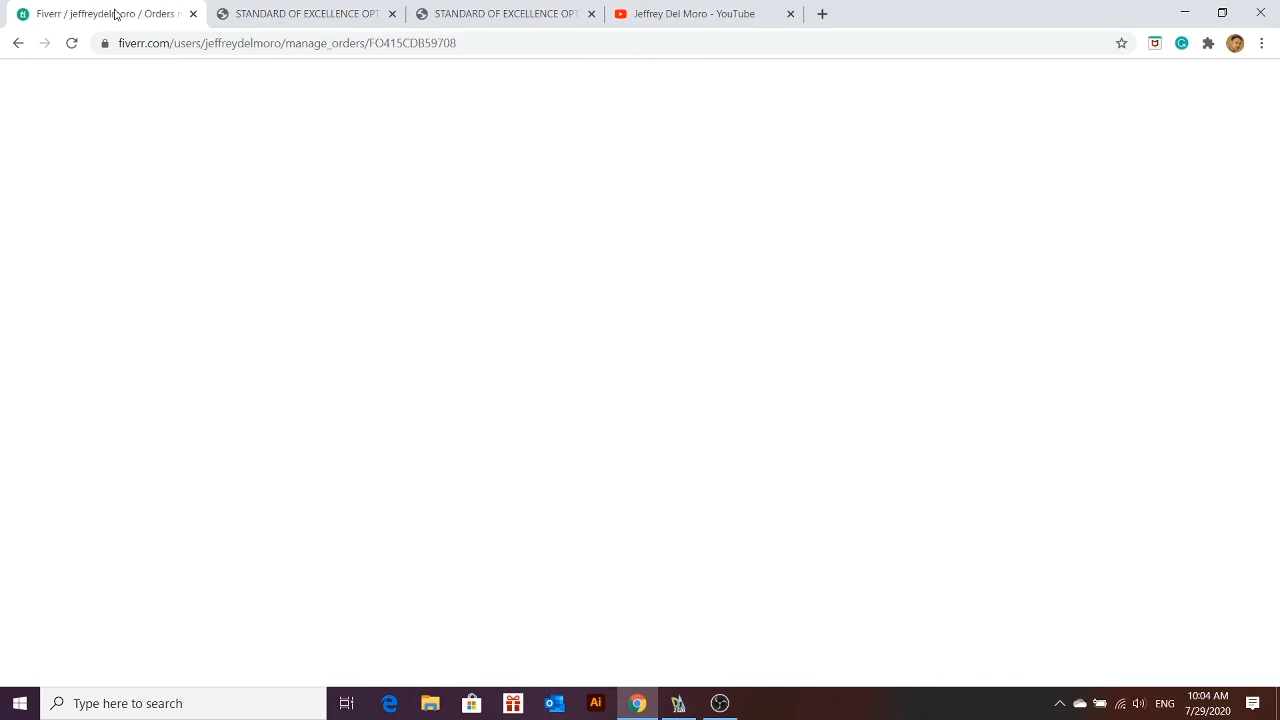 Fiverr / jeffreydelmoro / Orders
STANDARD OF EXCELLENCE OPT
STANDARD OF EXCELLENCE OPT
Jeffrey Del Moro - YouTube
fiverr.com/users/jeffreydelmoro/manage_orders/FO415CDB59708
Type here to search
Ai
ENG
10:04 AM
7/29/2020